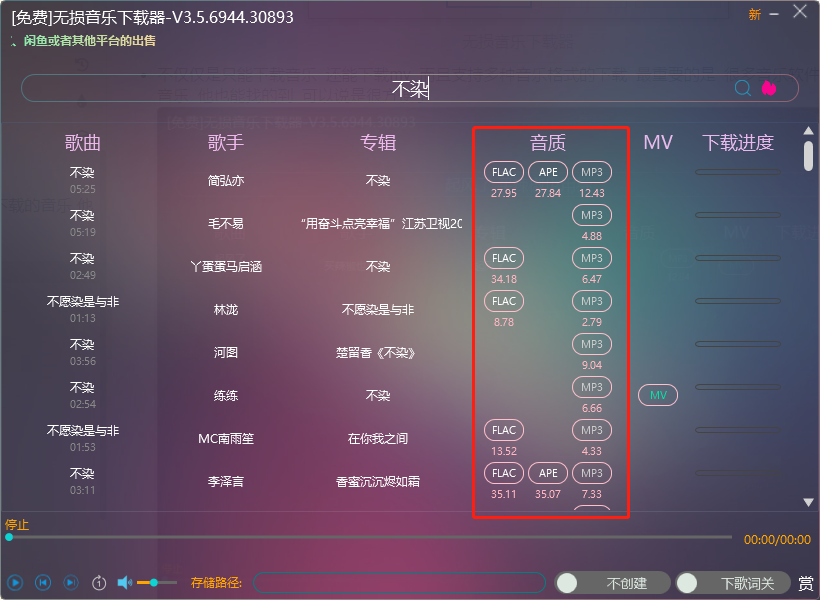 [免费]无损音乐下载器-V3.5.6944.30893
新
闲鱼或者其他平台的出售
不染
歌曲 歌手 专辑 音质 MV 下载进度
不染 05:25 简弘亦 不染 FLAC 27.95 APE 27.84 MP3 12.43
不染 05:19 毛不易 “用奋斗点亮幸福”江苏卫视20 MP3 4.88
不染 02:49 丫蛋蛋马启涵 不染 FLAC 34.18 MP3 6.47
不愿染是与非 01:13 林泷 不愿染是与非 FLAC 8.78 MP3 2.79
不染 03:56 河图 楚留香《不染》 MP3 9.04
不染 02:54 练练 不染 MP3 6.66 MV
不愿染是与非 01:53 MC南雨笙 在你我之间 FLAC 13.52 MP3 4.33
不染 03:11 李泽言 香蜜沉沉烬如霜 FLAC 35.11 APE 35.07 MP3 7.33
停止
00:00/00:00
1 存储路径: 不创建 下歌词关 赏